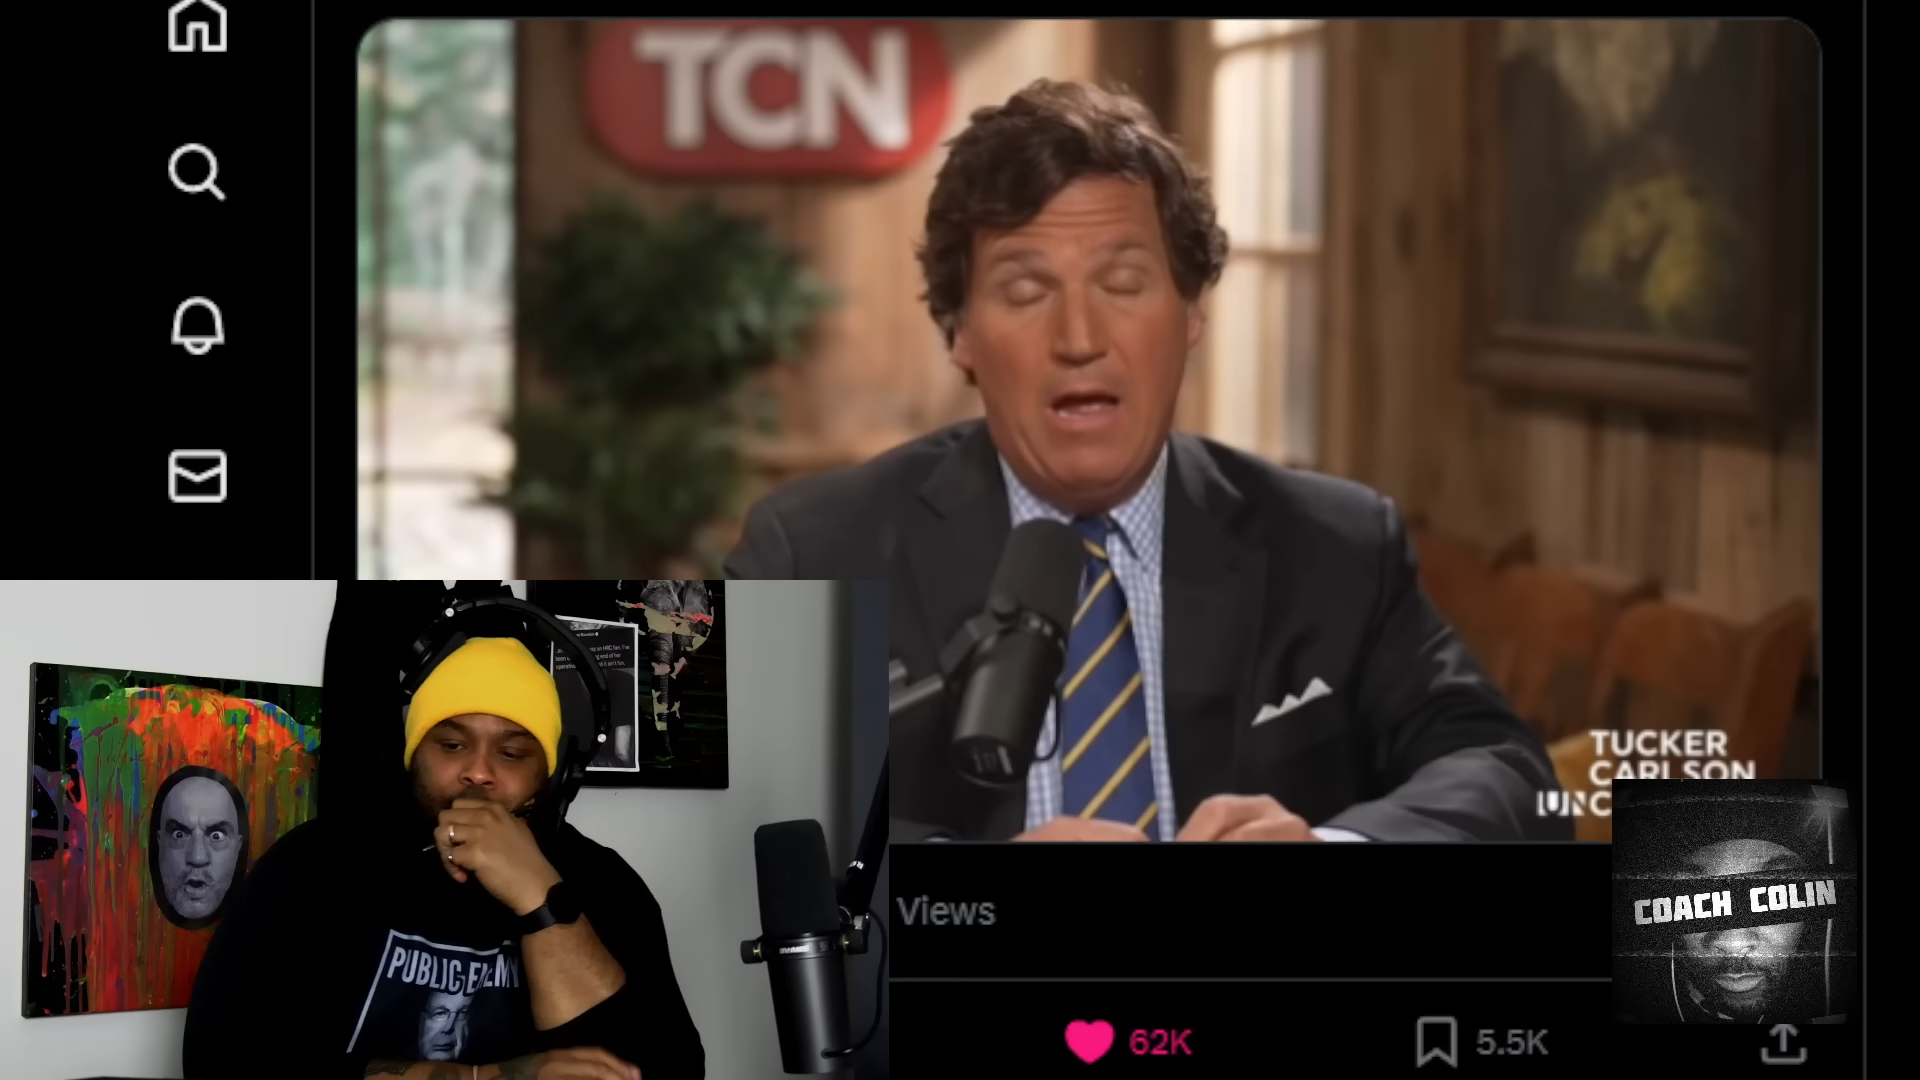 TCN
TUCKER
CARLSON
UNC
PUBLIC ENEMY
COACH COLIN
Views
62K
5.5K